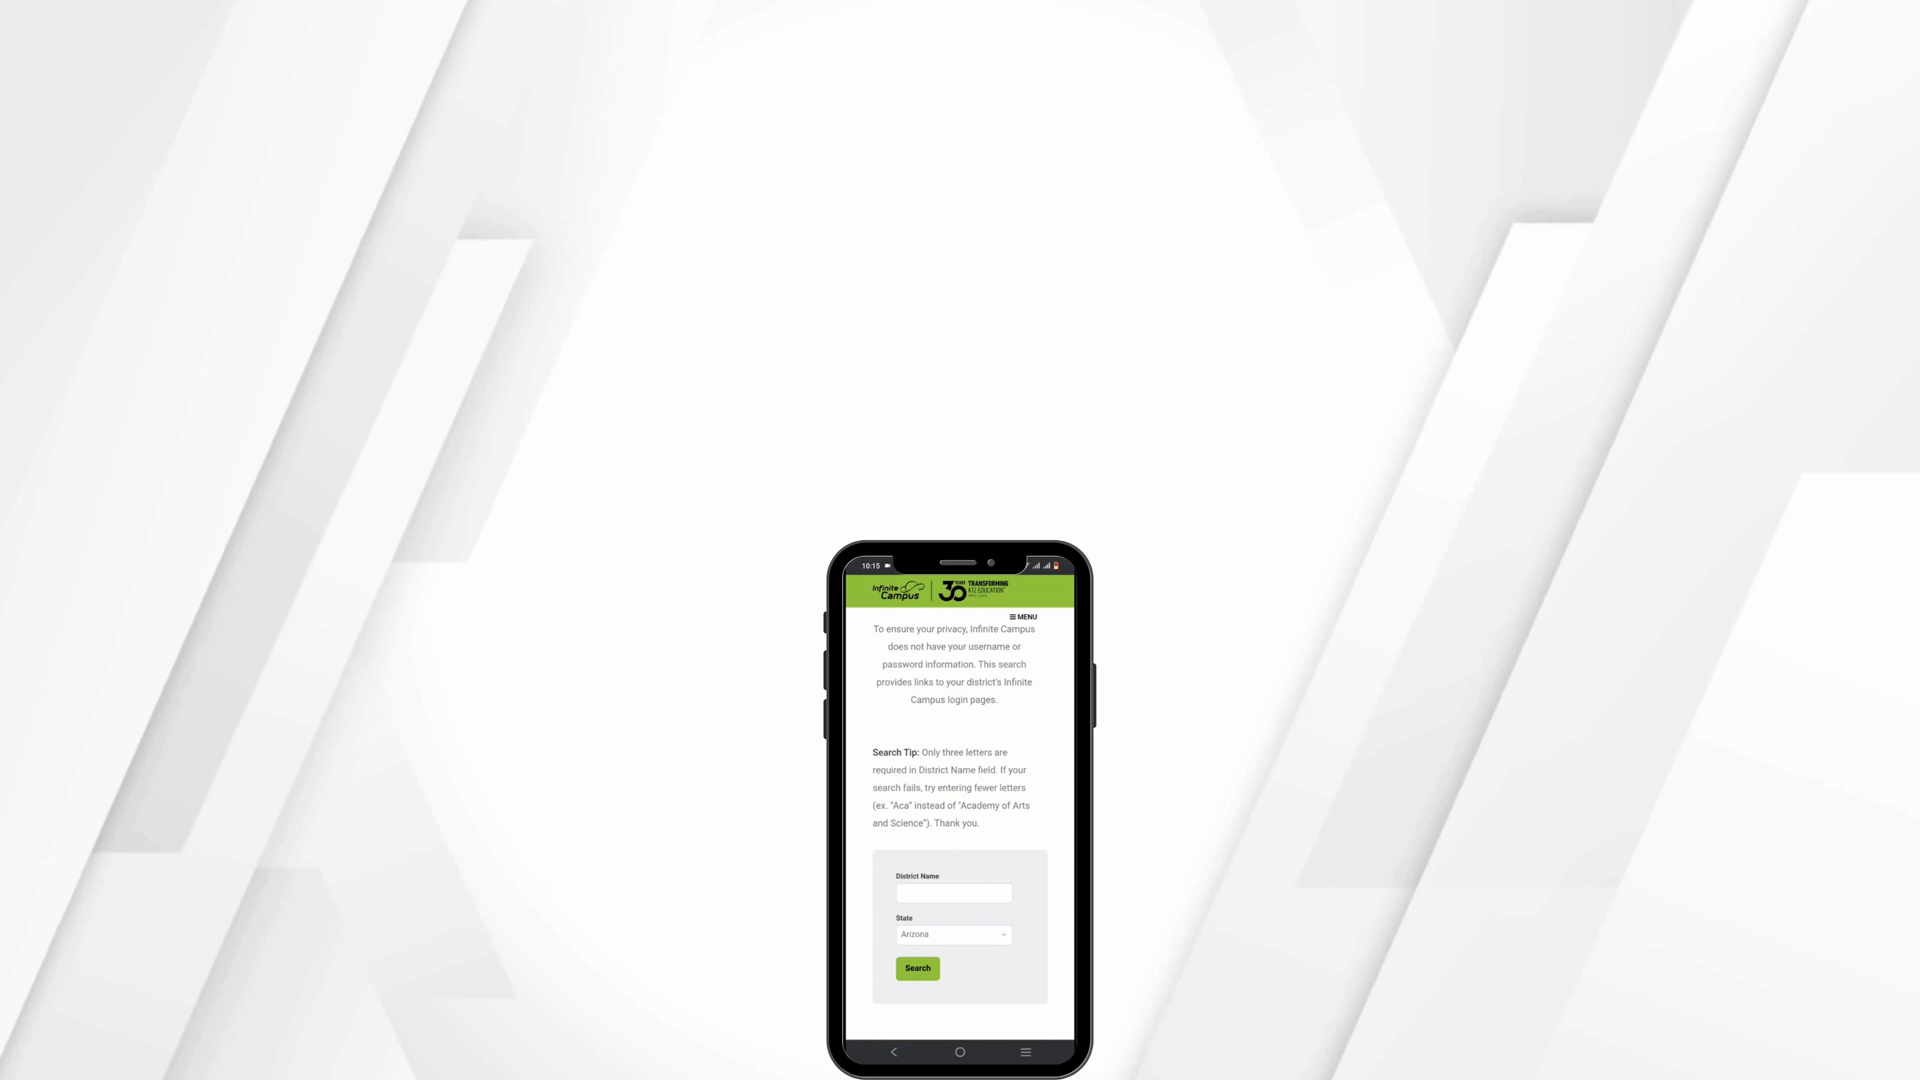 10:15
Infinite Campus
30 YEARS TRANSFORMING
K12 EDUCATION
MENU
To ensure your privacy, Infinite Campus
does not have your username or
password information. This search
provides links to your district's Infinite
Campus login pages.
Search Tip: Only three letters are
required in District Name field. If your
search fails, try entering fewer letters
(ex. "Aca" instead of "Academy of Arts
and Science"). Thank you.
District Name
State
Arizona
Search